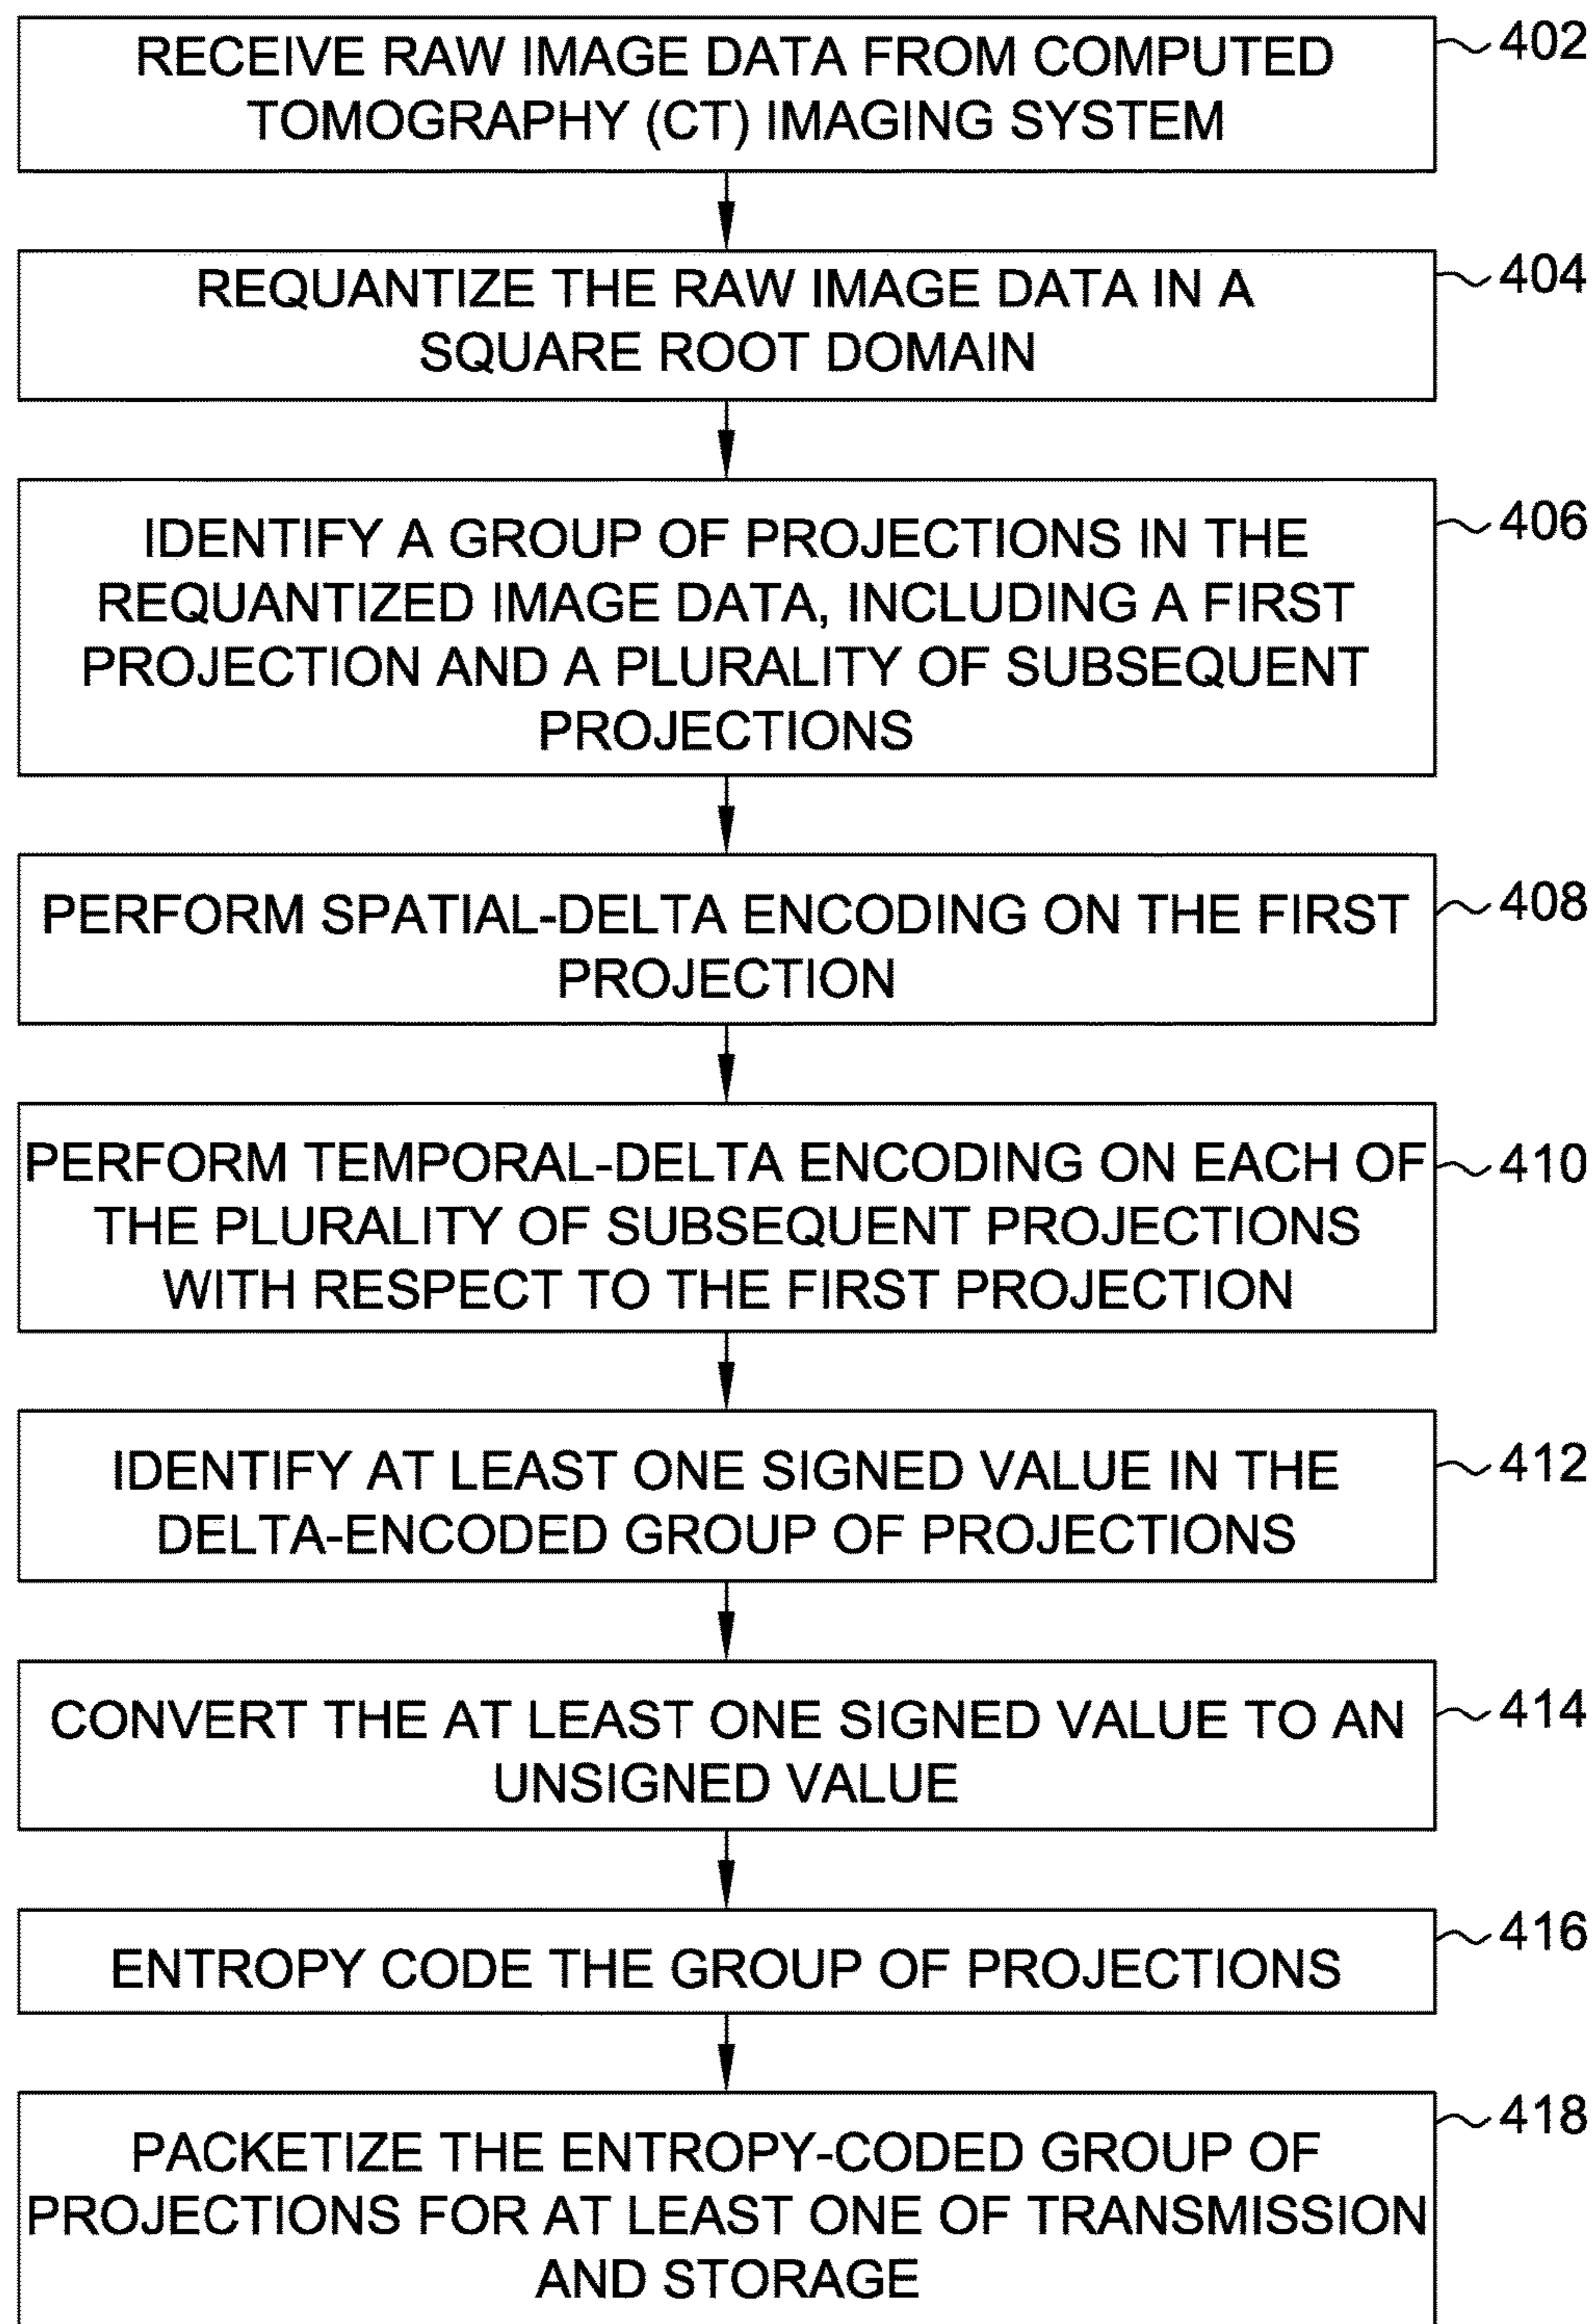 RECEIVE RAW IMAGE DATA FROM COMPUTED
TOMOGRAPHY (CT) IMAGING SYSTEM
402
REQUANTIZE THE RAW IMAGE DATA IN A
SQUARE ROOT DOMAIN
404
IDENTIFY A GROUP OF PROJECTIONS IN THE
REQUANTIZED IMAGE DATA, INCLUDING A FIRST
PROJECTION AND A PLURALITY OF SUBSEQUENT
PROJECTIONS
406
PERFORM SPATIAL-DELTA ENCODING ON THE FIRST
PROJECTION
408
PERFORM TEMPORAL-DELTA ENCODING ON EACH OF
THE PLURALITY OF SUBSEQUENT PROJECTIONS
WITH RESPECT TO THE FIRST PROJECTION
410
IDENTIFY AT LEAST ONE SIGNED VALUE IN THE
DELTA-ENCODED GROUP OF PROJECTIONS
412
CONVERT THE AT LEAST ONE SIGNED VALUE TO AN
UNSIGNED VALUE
414
ENTROPY CODE THE GROUP OF PROJECTIONS
416
PACKETIZE THE ENTROPY-CODED GROUP OF
PROJECTIONS FOR AT LEAST ONE OF TRANSMISSION
AND STORAGE
418